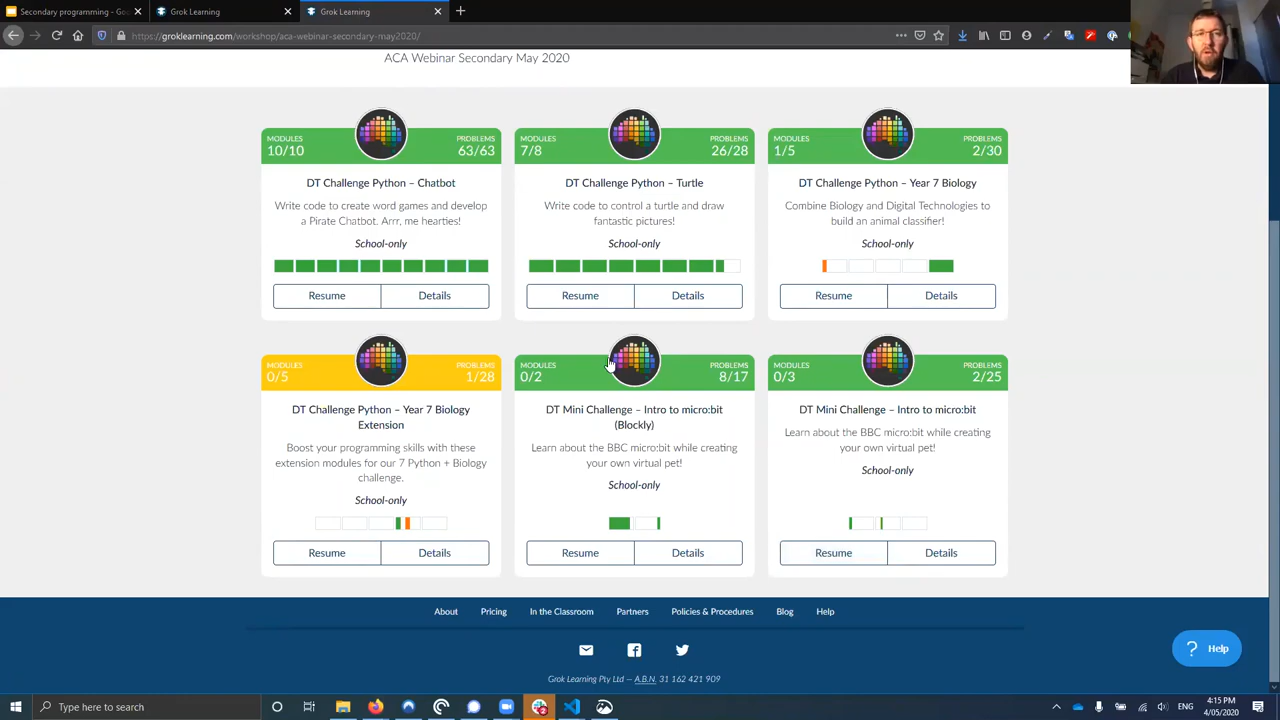 Secondary programming - Goo
Grok Learning
Grok Learning
https://groklearning.com/workshop/aca-webinar-secondary-may2020/
ACA Webinar Secondary May 2020
MODULES
10/10
PROBLEMS
63/63
DT Challenge Python – Chatbot
Write code to create word games and develop
a Pirate Chatbot. Arrr, me hearties!
School-only
Resume
Details
MODULES
7/8
PROBLEMS
26/28
DT Challenge Python – Turtle
Write code to control a turtle and draw
fantastic pictures!
School-only
Resume
Details
MODULES
1/5
PROBLEMS
2/30
DT Challenge Python – Year 7 Biology
Combine Biology and Digital Technologies to
build an animal classifier!
School-only
Resume
Details
MODULES
0/5
PROBLEMS
1/28
DT Challenge Python – Year 7 Biology
Extension
Boost your programming skills with these
extension modules for our 7 Python + Biology
challenge.
School-only
Resume
Details
MODULES
0/2
PROBLEMS
8/17
DT Mini Challenge – Intro to micro:bit
(Blockly)
Learn about the BBC micro:bit while creating
your own virtual pet!
School-only
Resume
Details
MODULES
0/3
PROBLEMS
2/25
DT Mini Challenge – Intro to micro:bit
Learn about the BBC micro:bit while creating
your own virtual pet!
School-only
Resume
Details
About
Pricing
In the Classroom
Partners
Policies & Procedures
Blog
Help
Grok Learning Pty Ltd — A.B.N. 31 162 421 909
? Help
Type here to search
ENG
4:15 PM
4/05/2020